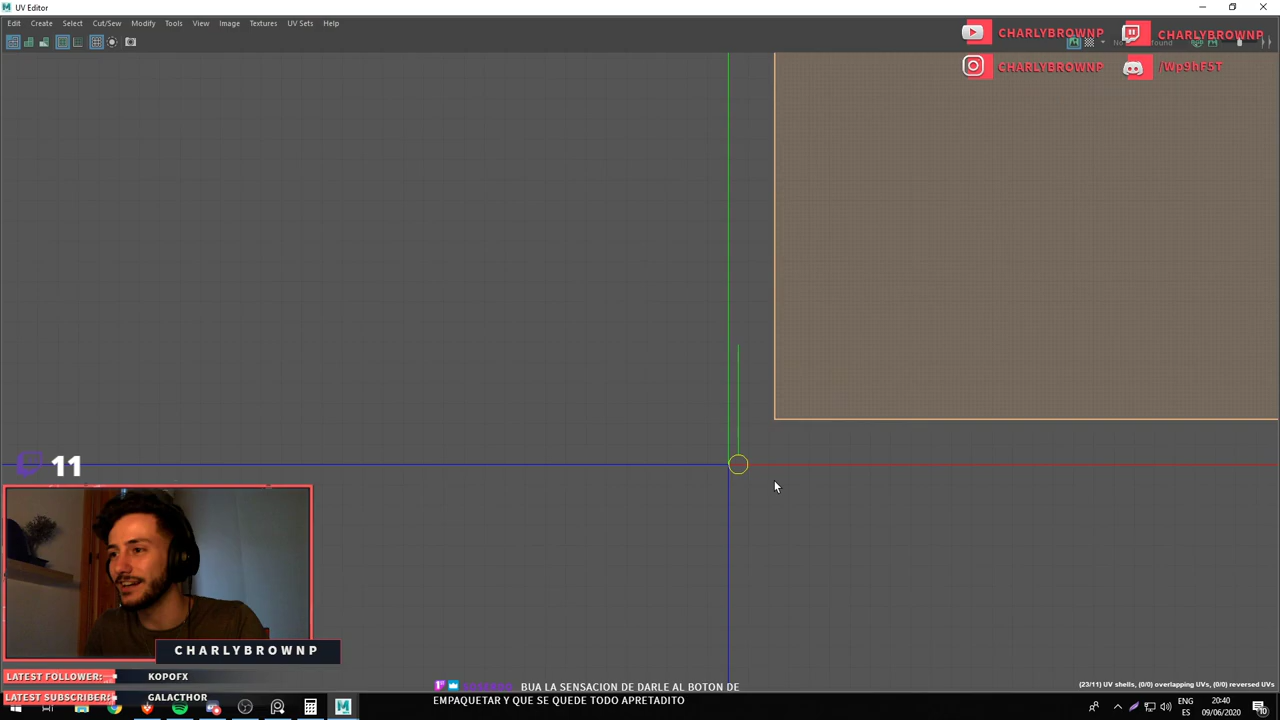 UV Editor
Edit Create Select Cut/Sew Modify Tools View Image Textures UV Sets Help
CHARLYBROWNP CHARLYBROWNP
found
CHARLYBROWNP /Wp9hF5T
11
CHARLYBROWNP
LATEST FOLLOWER: KOPOFX
LATEST SUBSCRIBER: GALACTHOR
BUA LA SENSACION DE DARLE AL BOTON DE
EMPAQUETAR Y QUE SE QUEDE TODO APRETADITO
(23/11) UV shells, (0/0) overlapping UVs, (0/0) reversed UVs
ENG 20:40
ES 09/06/2020
10